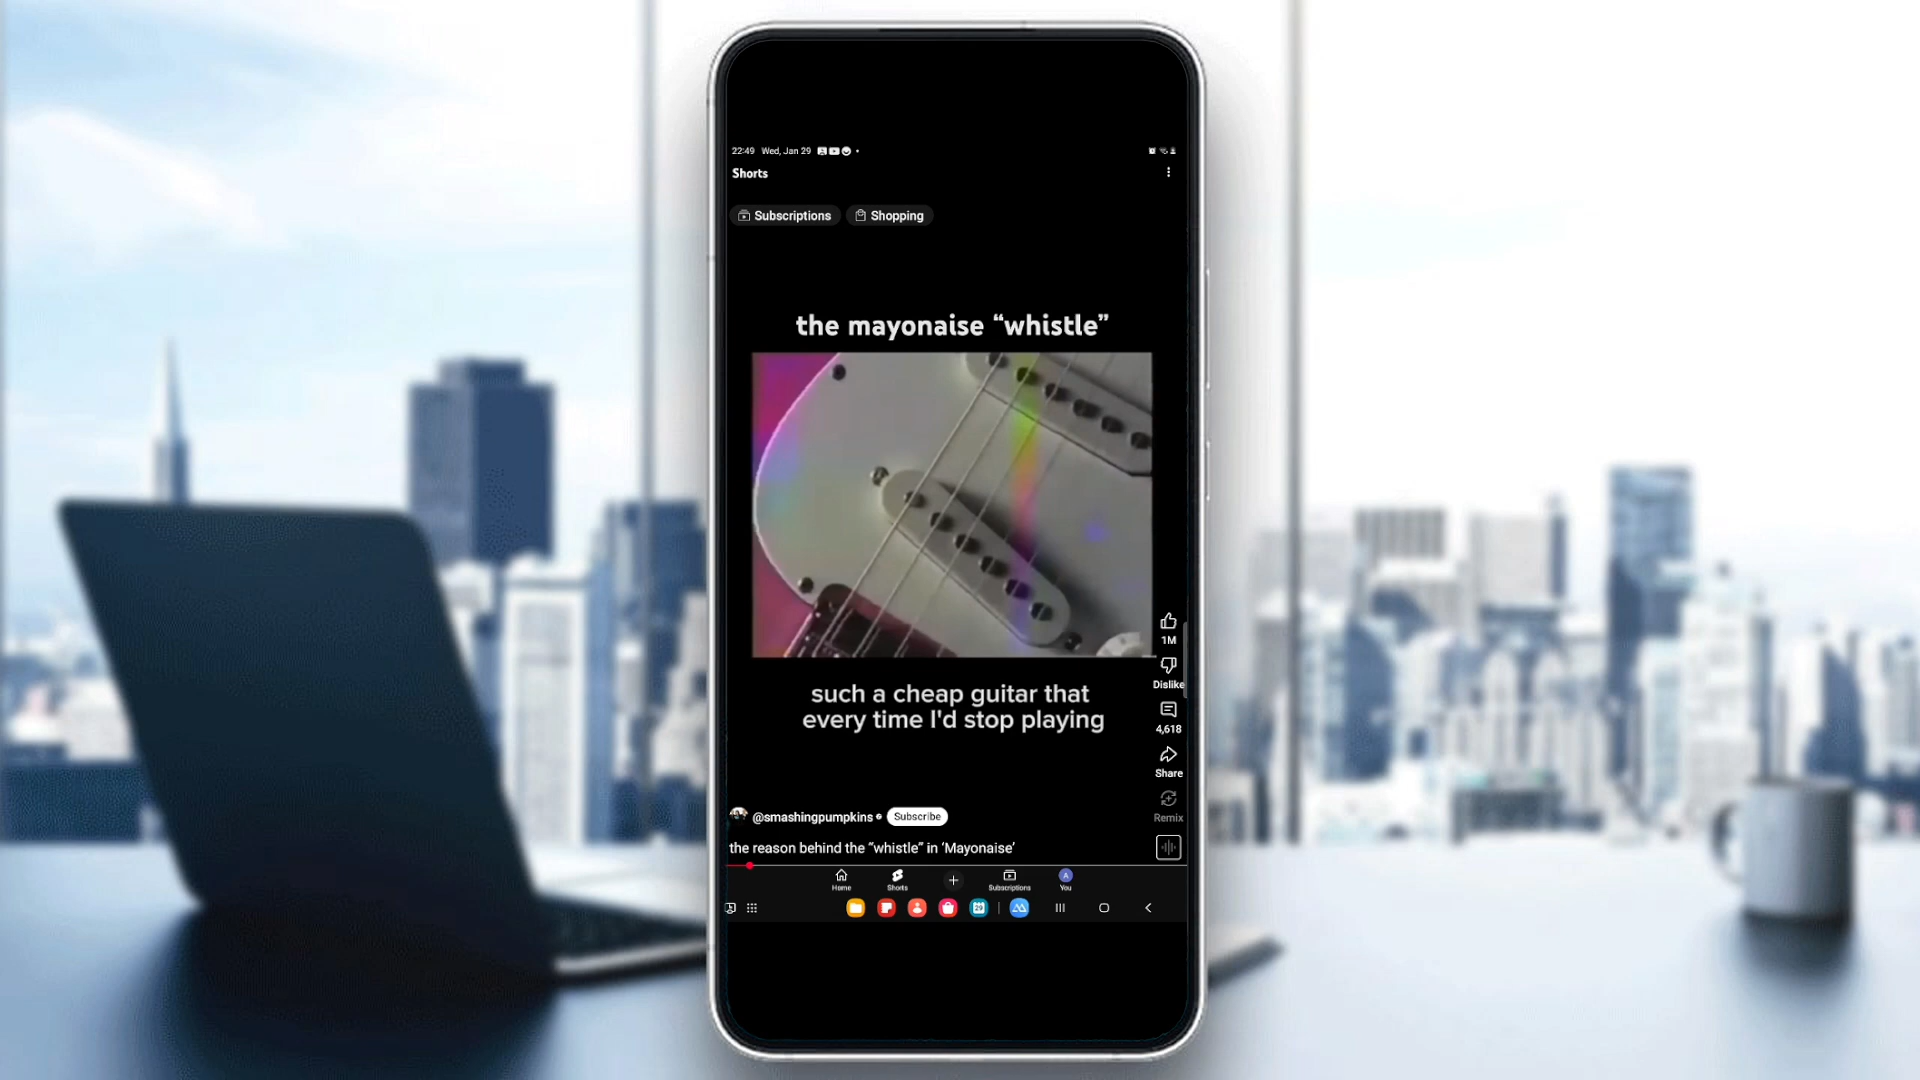 22:49 Wed, Jan 29
Shorts
Subscriptions
Shopping
the mayonaise “whistle”
such a cheap guitar that
every time I'd stop playing
1M
Dislike
4,618
Share
Remix
@smashingpumpkins
Subscribe
the reason behind the “whistle” in ‘Mayonaise’
Home
Shorts
Subscriptions
A
You
29